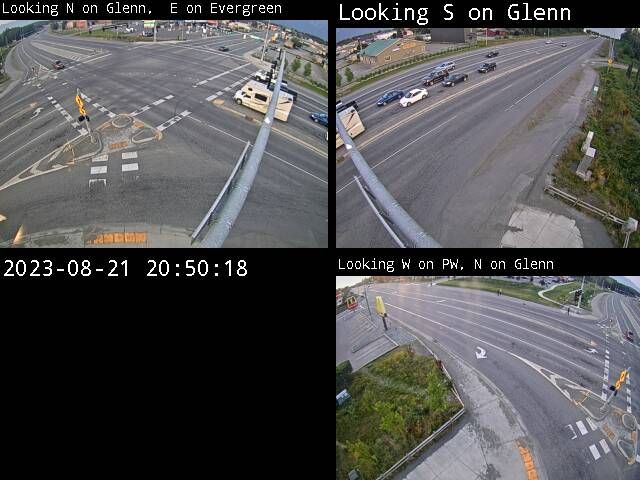 Looking N on Glenn,  E on Evergreen
Looking S on Glenn
2023-08-21 20:50:18
Looking W on PW, N on Glenn